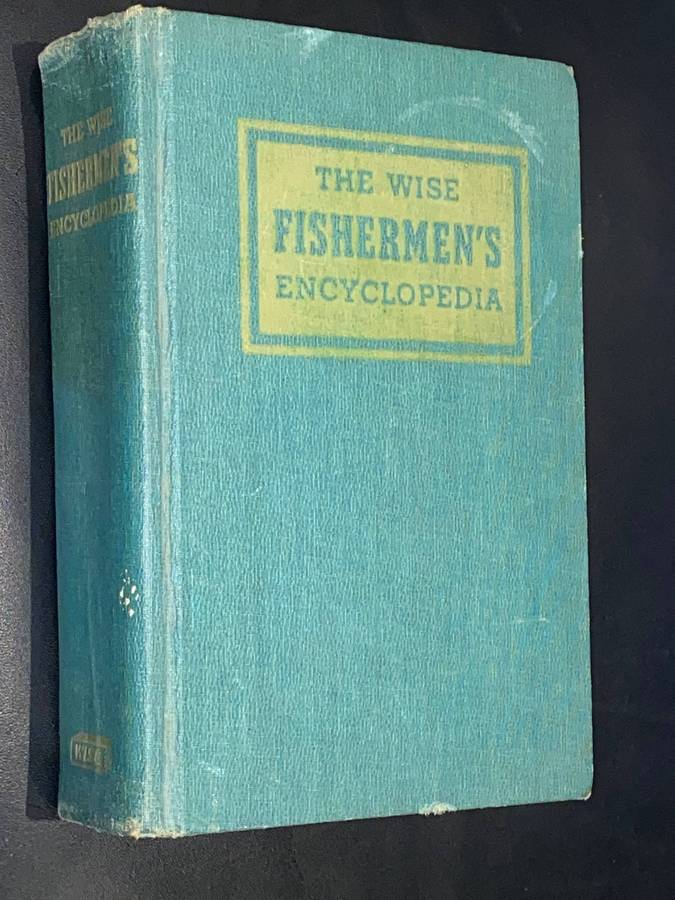 THE WISE
FISHERMEN'S
ENCYCLOPEDIA
THE WISE
FISHERMEN'S
ENCYCLOPEDIA
WISE